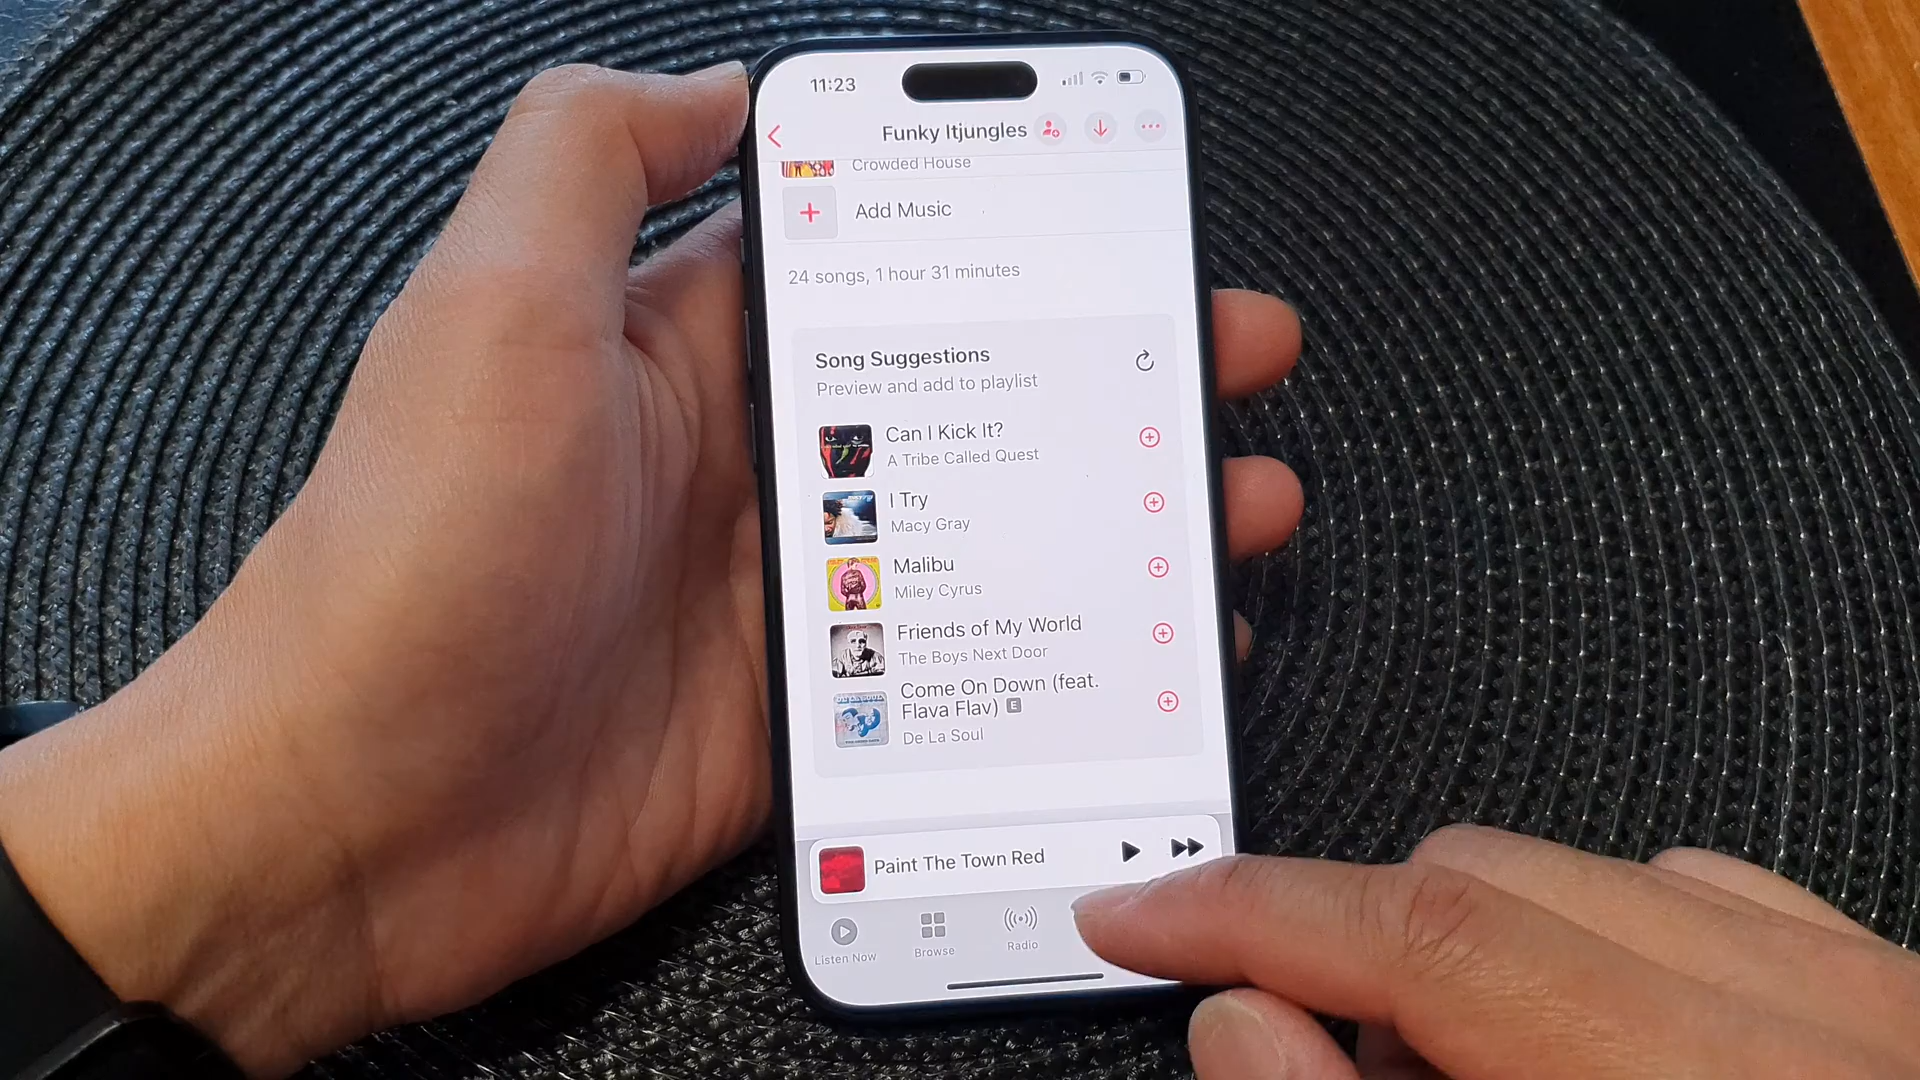 11:23
Funky Itjungles
Crowded House
Add Music
24 songs, 1 hour 31 minutes
Song Suggestions
Preview and add to playlist
Can I Kick It?
A Tribe Called Quest
I Try
Macy Gray
Malibu
Miley Cyrus
Friends of My World
The Boys Next Door
Come On Down (feat.
Flava Flav) E
De La Soul
Paint The Town Red
Listen Now
Browse
Radio